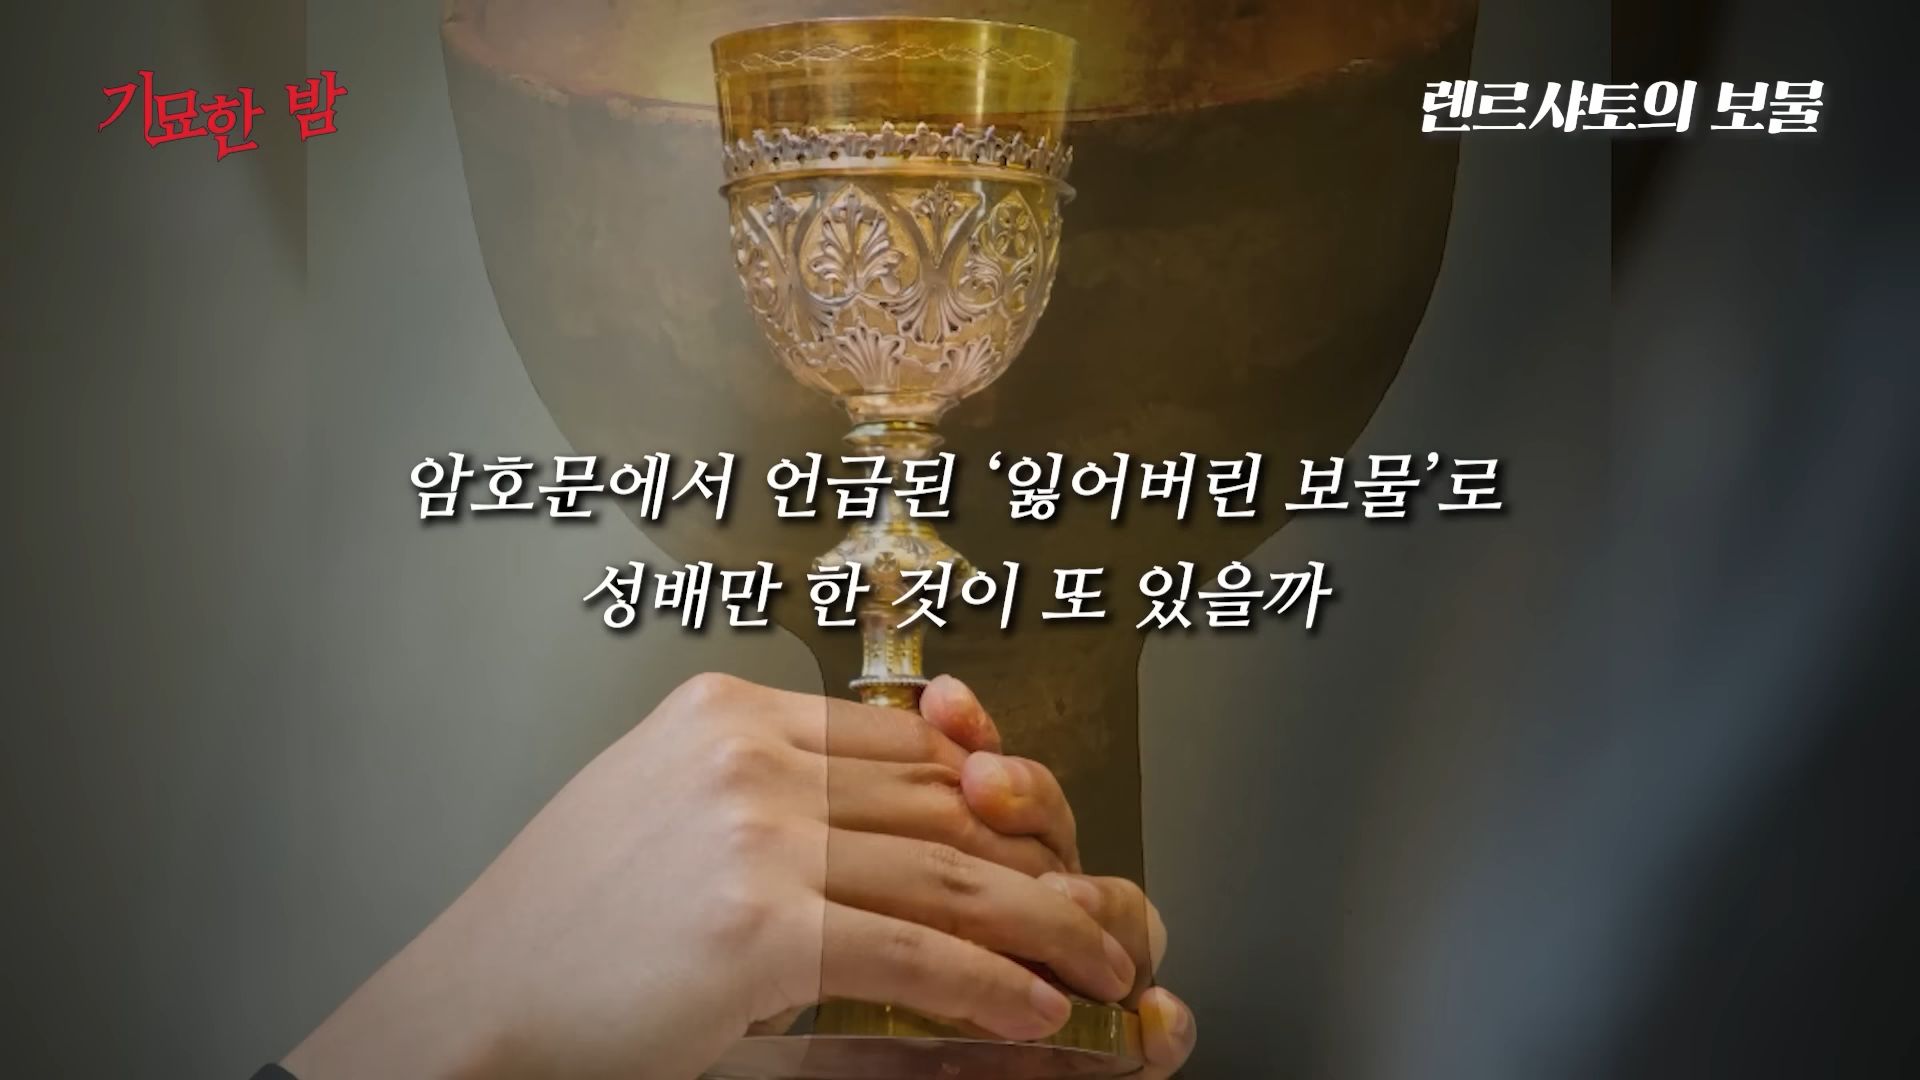 기묘한 밤
렌르샤토의 보물
암호문에서 언급된 ‘잃어버린 보물’로
성배만 한 것이 또 있을까